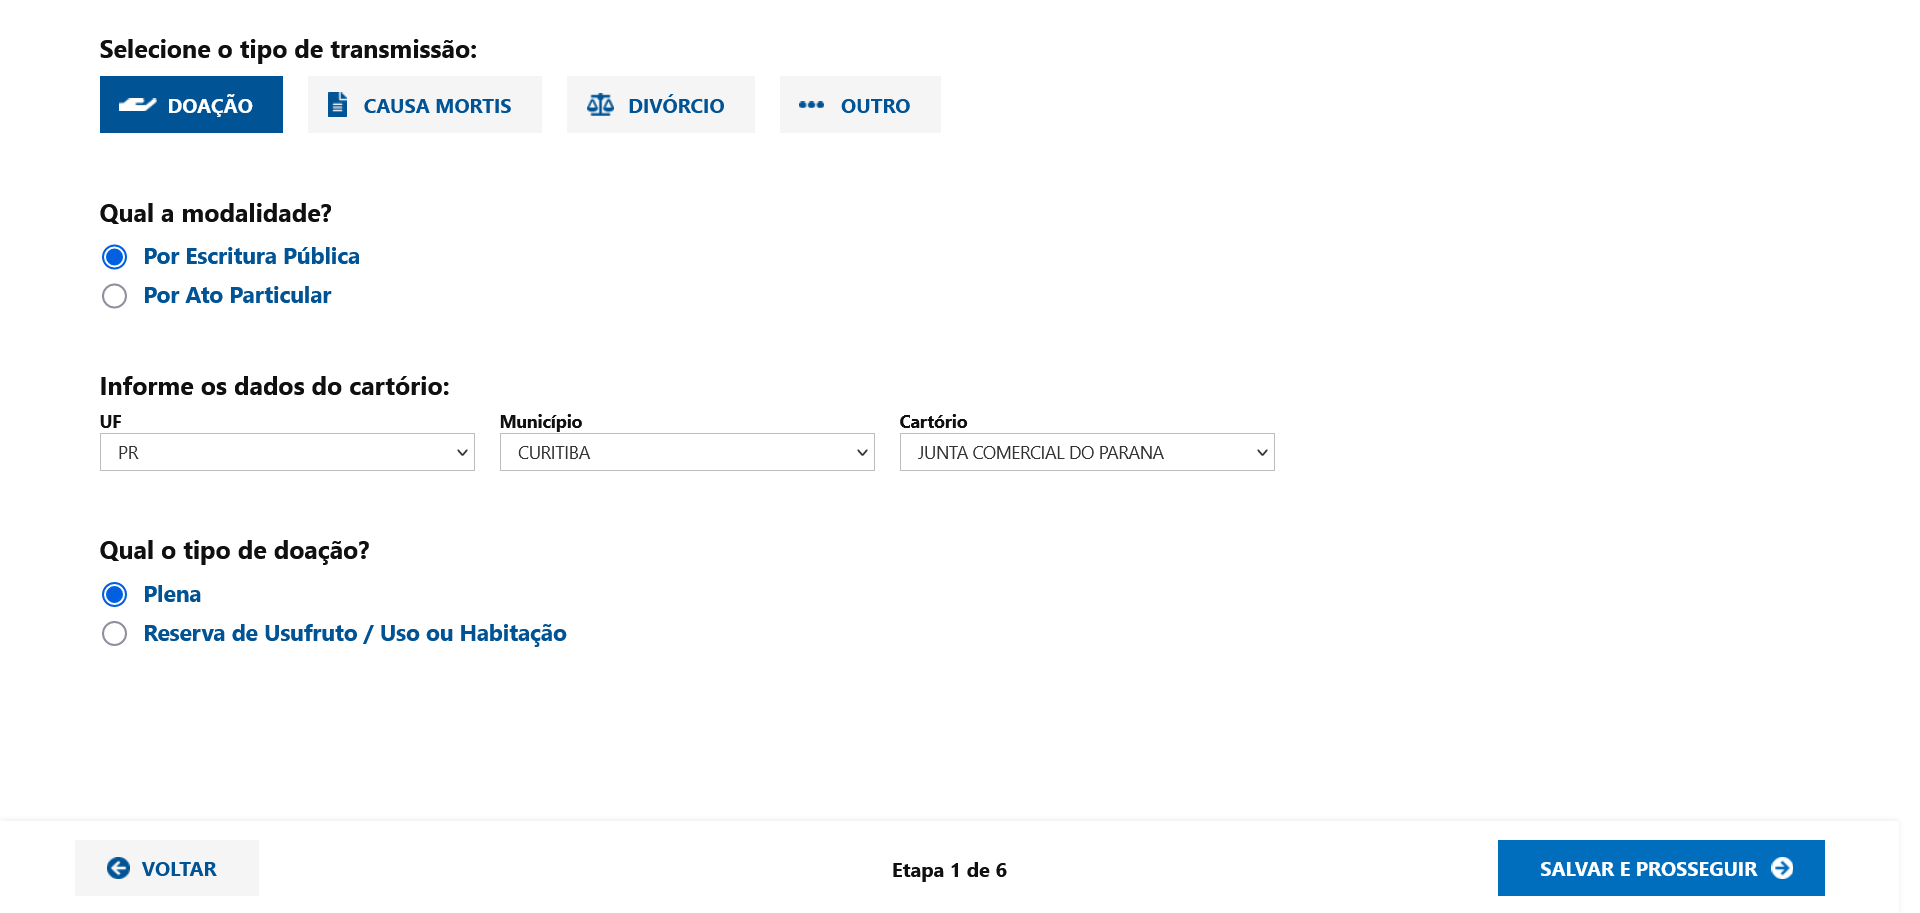 Selecione o tipo de transmissão:
DOAÇÃO CAUSA MORTIS DIVÓRCIO OUTRO
Qual a modalidade?
Por Escritura Pública
Por Ato Particular
Informe os dados do cartório:
UF Município Cartório
PR CURITIBA JUNTA COMERCIAL DO PARANA
Qual o tipo de doação?
Plena
Reserva de Usufruto / Uso ou Habitação
VOLTAR Etapa 1 de 6 SALVAR E PROSSEGUIR